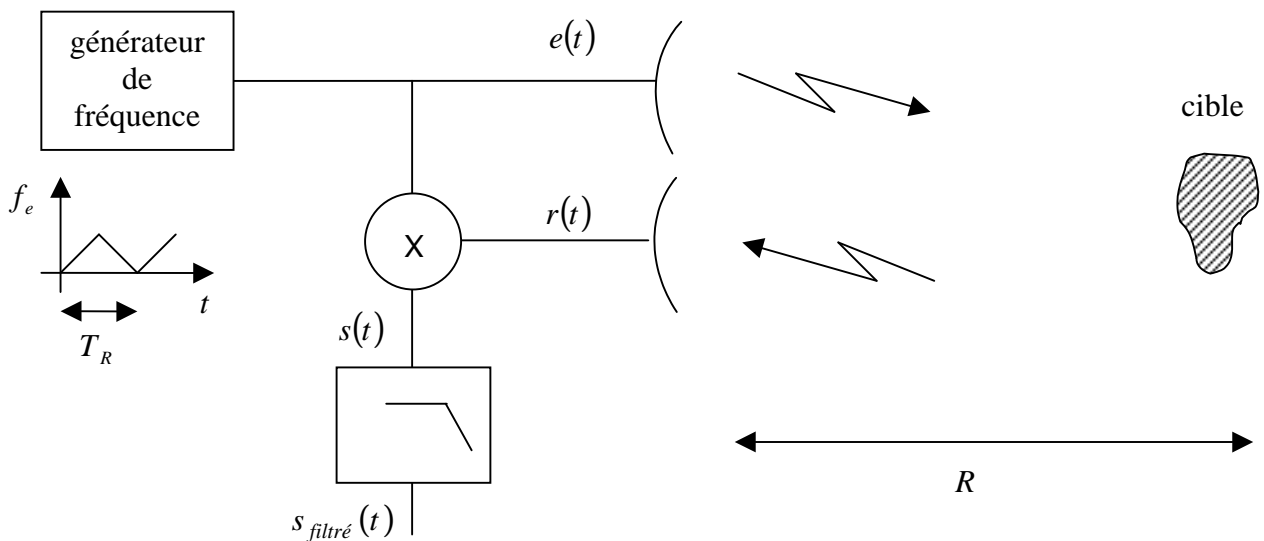 générateur
de
fréquence
e(t)
cible
f_e
r(t)
X
t
T_R
s(t)
R
s_filtré(t)